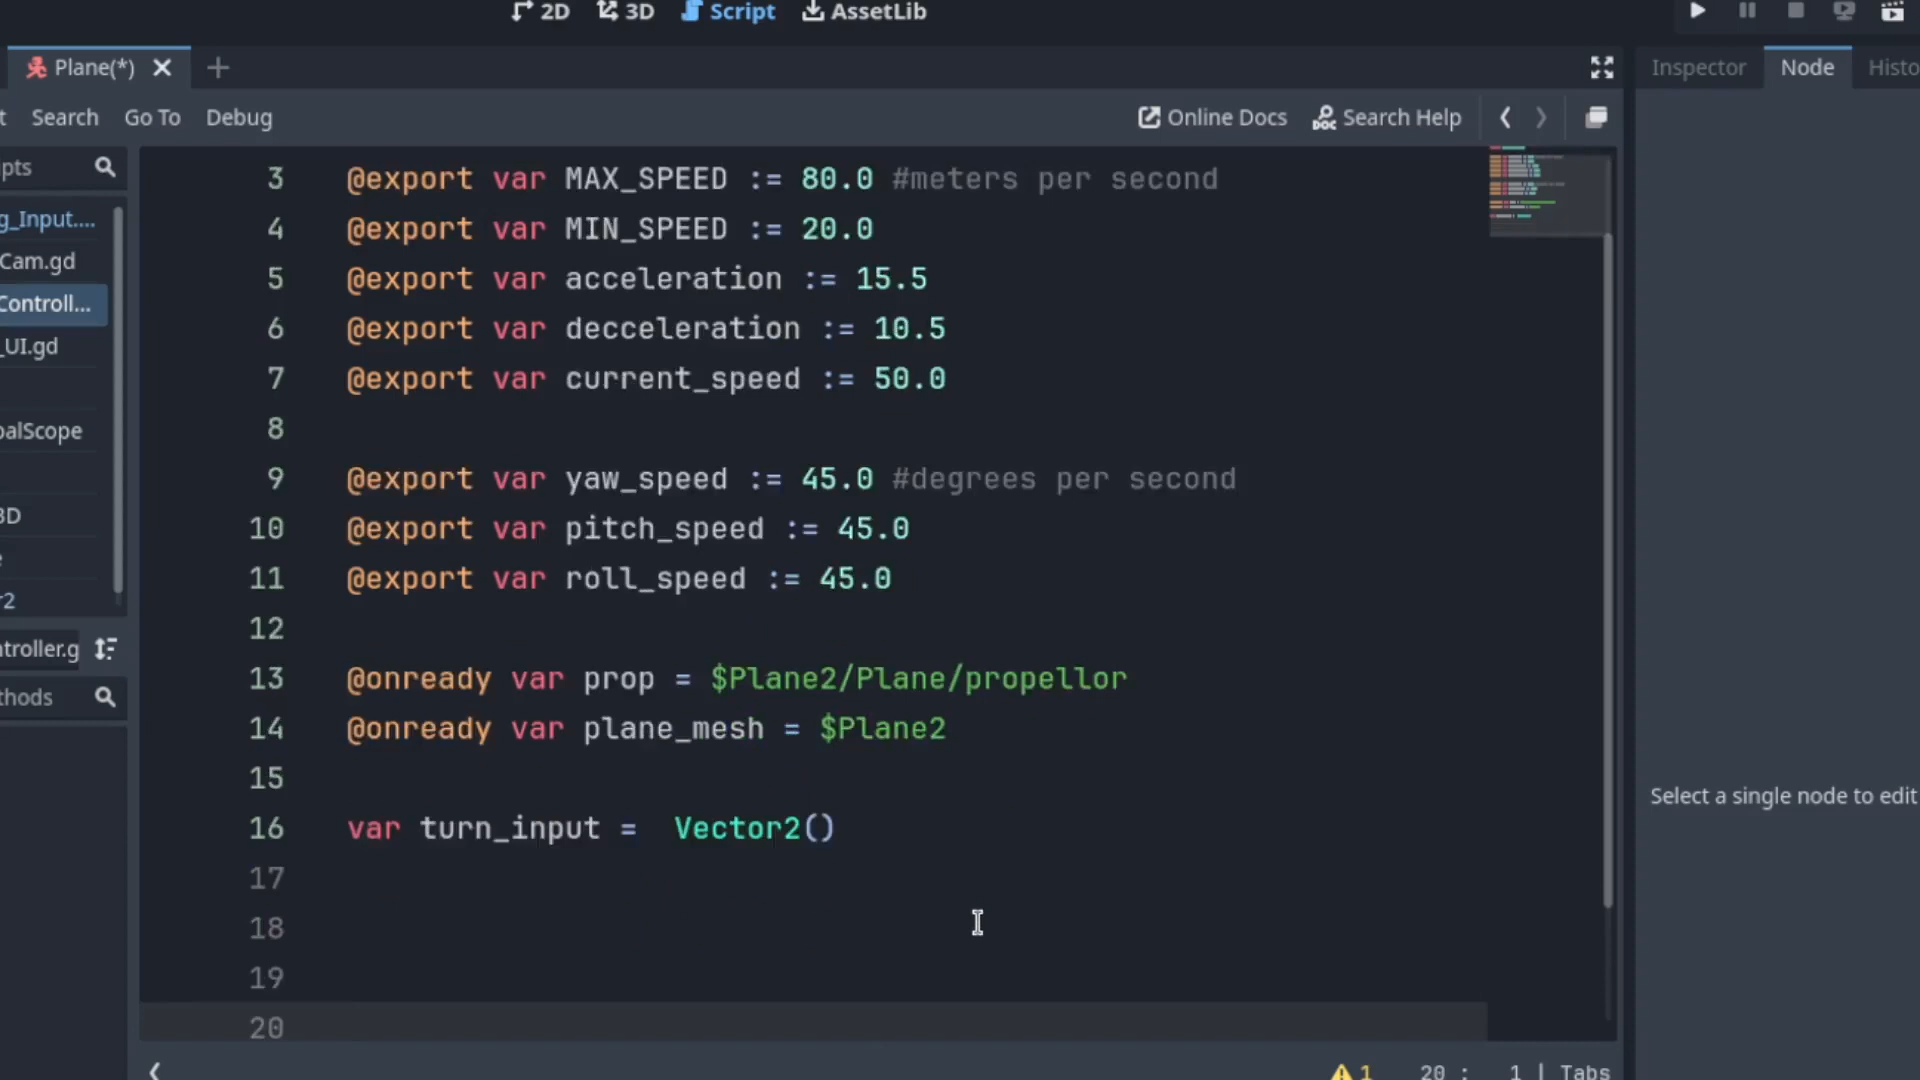 2D 3D Script AssetLib
Plane(*)
Inspector Node Histo
t Search Go To Debug Online Docs Search Help
pts
g_Input....
Cam.gd
Controll...
_UI.gd
balScope
3D
e
r2
ntroller.g
thods
3 @export var MAX_SPEED := 80.0 #meters per second
4 @export var MIN_SPEED := 20.0
5 @export var acceleration := 15.5
6 @export var decceleration := 10.5
7 @export var current_speed := 50.0
8
9 @export var yaw_speed := 45.0 #degrees per second
10 @export var pitch_speed := 45.0
11 @export var roll_speed := 45.0
12
13 @onready var prop = $Plane2/Plane/propellor
14 @onready var plane_mesh = $Plane2
15
16 var turn_input =  Vector2()
17
18
19
20
Select a single node to edit
1 20 : 1 | Tabs